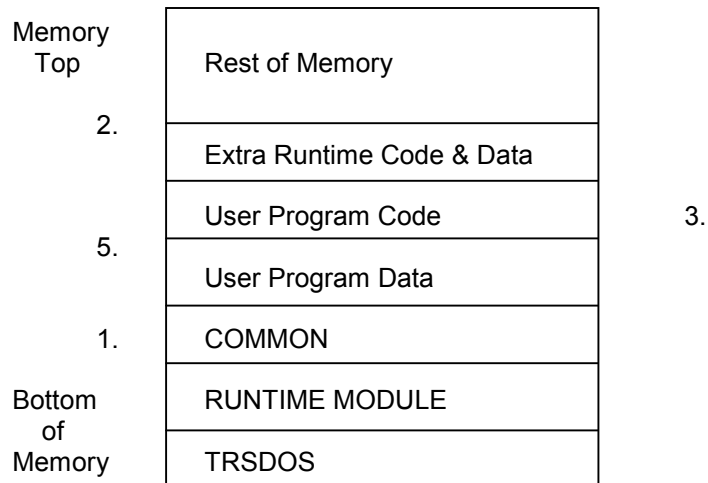 Memory
Top
Rest of Memory
2.
Extra Runtime Code & Data
User Program Code
3.
5.
User Program Data
1.
COMMON
Bottom
of
Memory
RUNTIME MODULE
TRSDOS